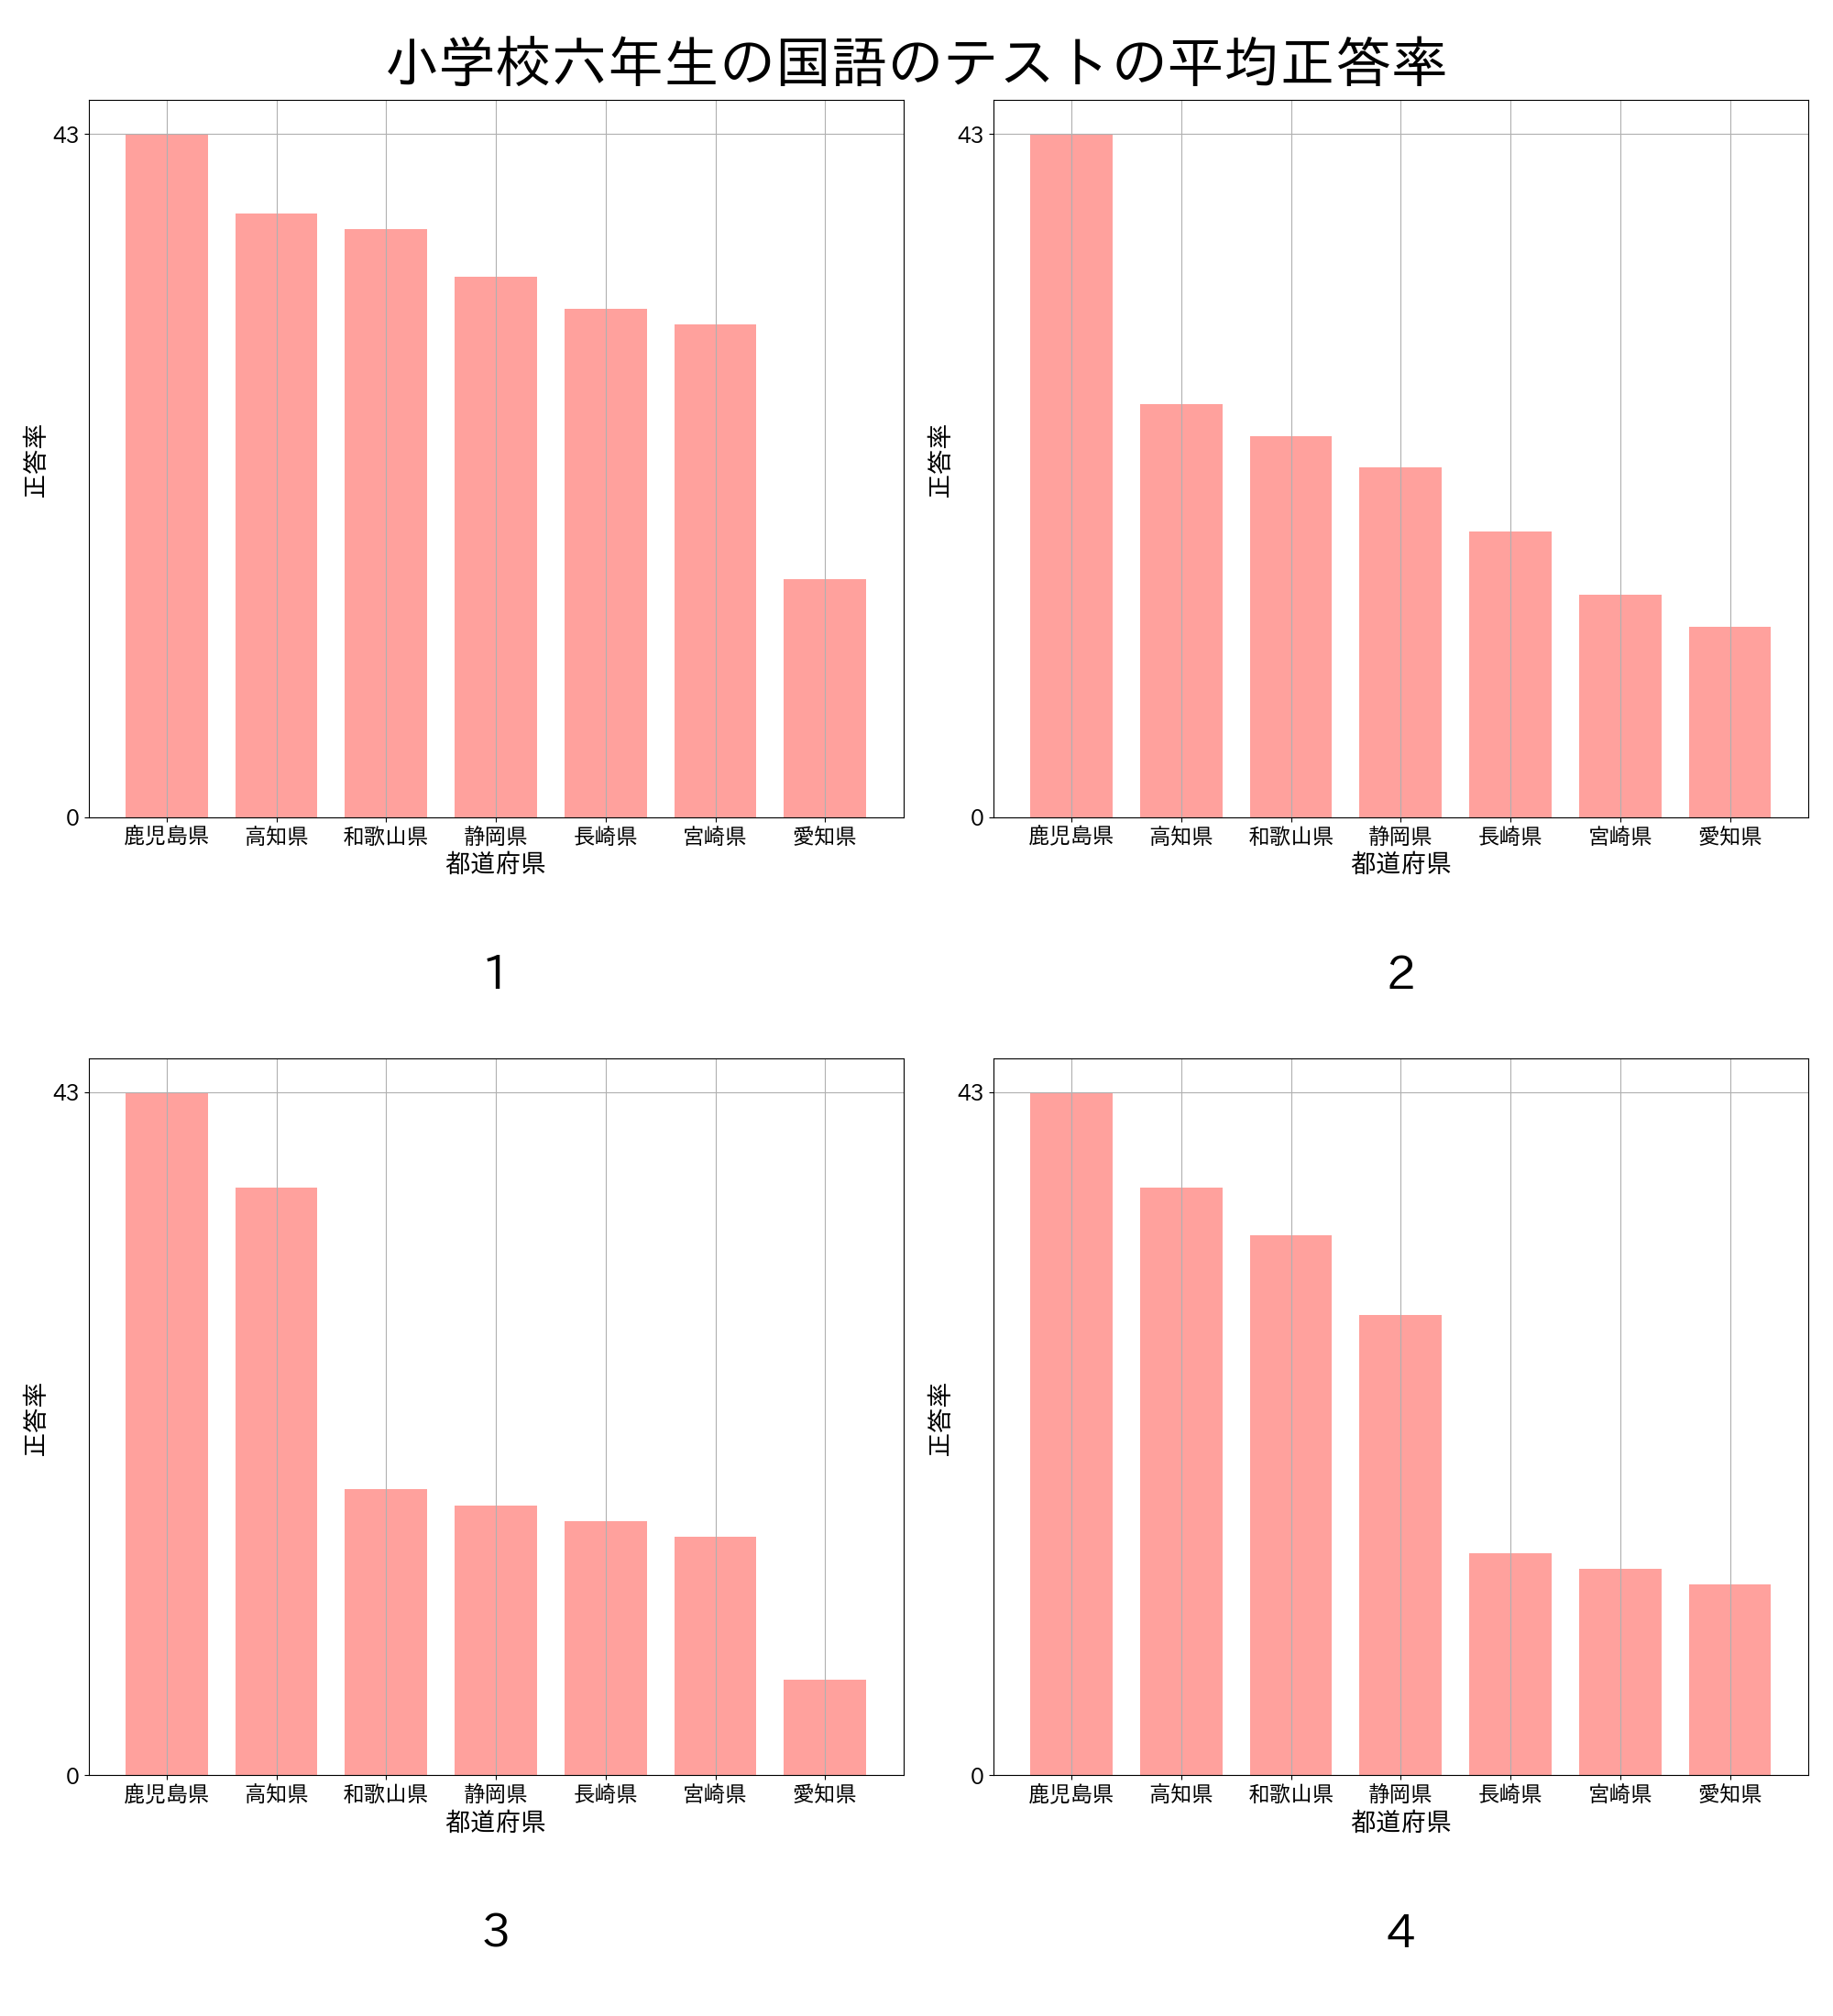 小学校六年生の国語のテストの平均正答率
43
0
正答率
鹿児島県 高知県 和歌山県 静岡県 長崎県 宮崎県 愛知県
都道府県
1
43
0
正答率
鹿児島県 高知県 和歌山県 静岡県 長崎県 宮崎県 愛知県
都道府県
2
43
0
正答率
鹿児島県 高知県 和歌山県 静岡県 長崎県 宮崎県 愛知県
都道府県
3
43
0
正答率
鹿児島県 高知県 和歌山県 静岡県 長崎県 宮崎県 愛知県
都道府県
4